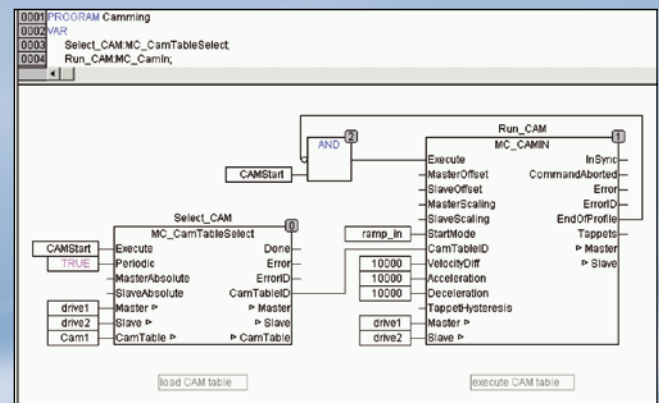 0001 PROGRAM Camming
0002 VAR
0003 Select_CAM:MC_CamTableSelect;
0004 Run_CAM:MC_CamIn;
AND
2
CAMStart
Run_CAM
1
MC_CAMIN
Execute InSync
MasterOffset CommandAborted
SlaveOffset Error
MasterScaling ErrorID
SlaveScaling EndOfProfile
ramp_in StartMode Tappets
CamTableID Master
10000 VelocityDiff Slave
10000 Acceleration
10000 Deceleration
TappetHysteresis
drive1 Master
drive2 Slave
Select_CAM
0
MC_CamTableSelect
CAMStart Execute Done
TRUE Periodic Error
MasterAbsolute ErrorID
SlaveAbsolute CamTableID
drive1 Master Master
drive2 Slave Slave
Cam1 CamTable CamTable
load CAM table
execute CAM table